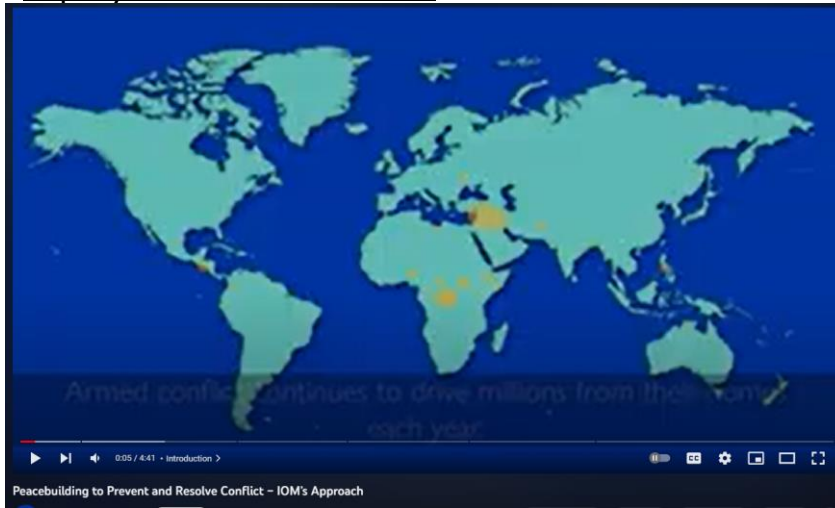 Armed conflict continues to drive millions from their homes
each year.
0:05 / 4:41 • Introduction >
CC
Peacebuilding to Prevent and Resolve Conflict – IOM's Approach